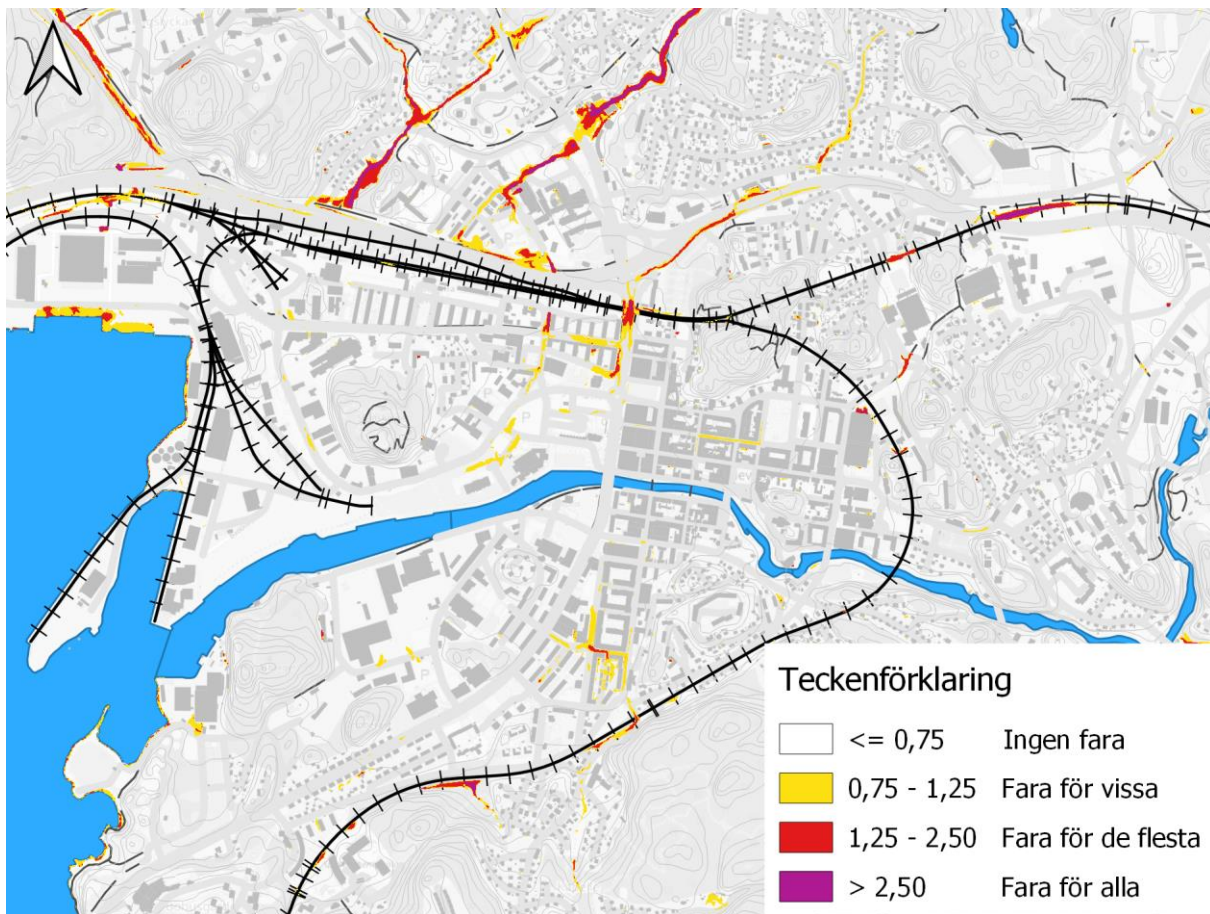 P
P
P
Teckenförklaring
<= 0,75 Ingen fara
0,75 - 1,25 Fara för vissa
1,25 - 2,50 Fara för de flesta
> 2,50 Fara för alla